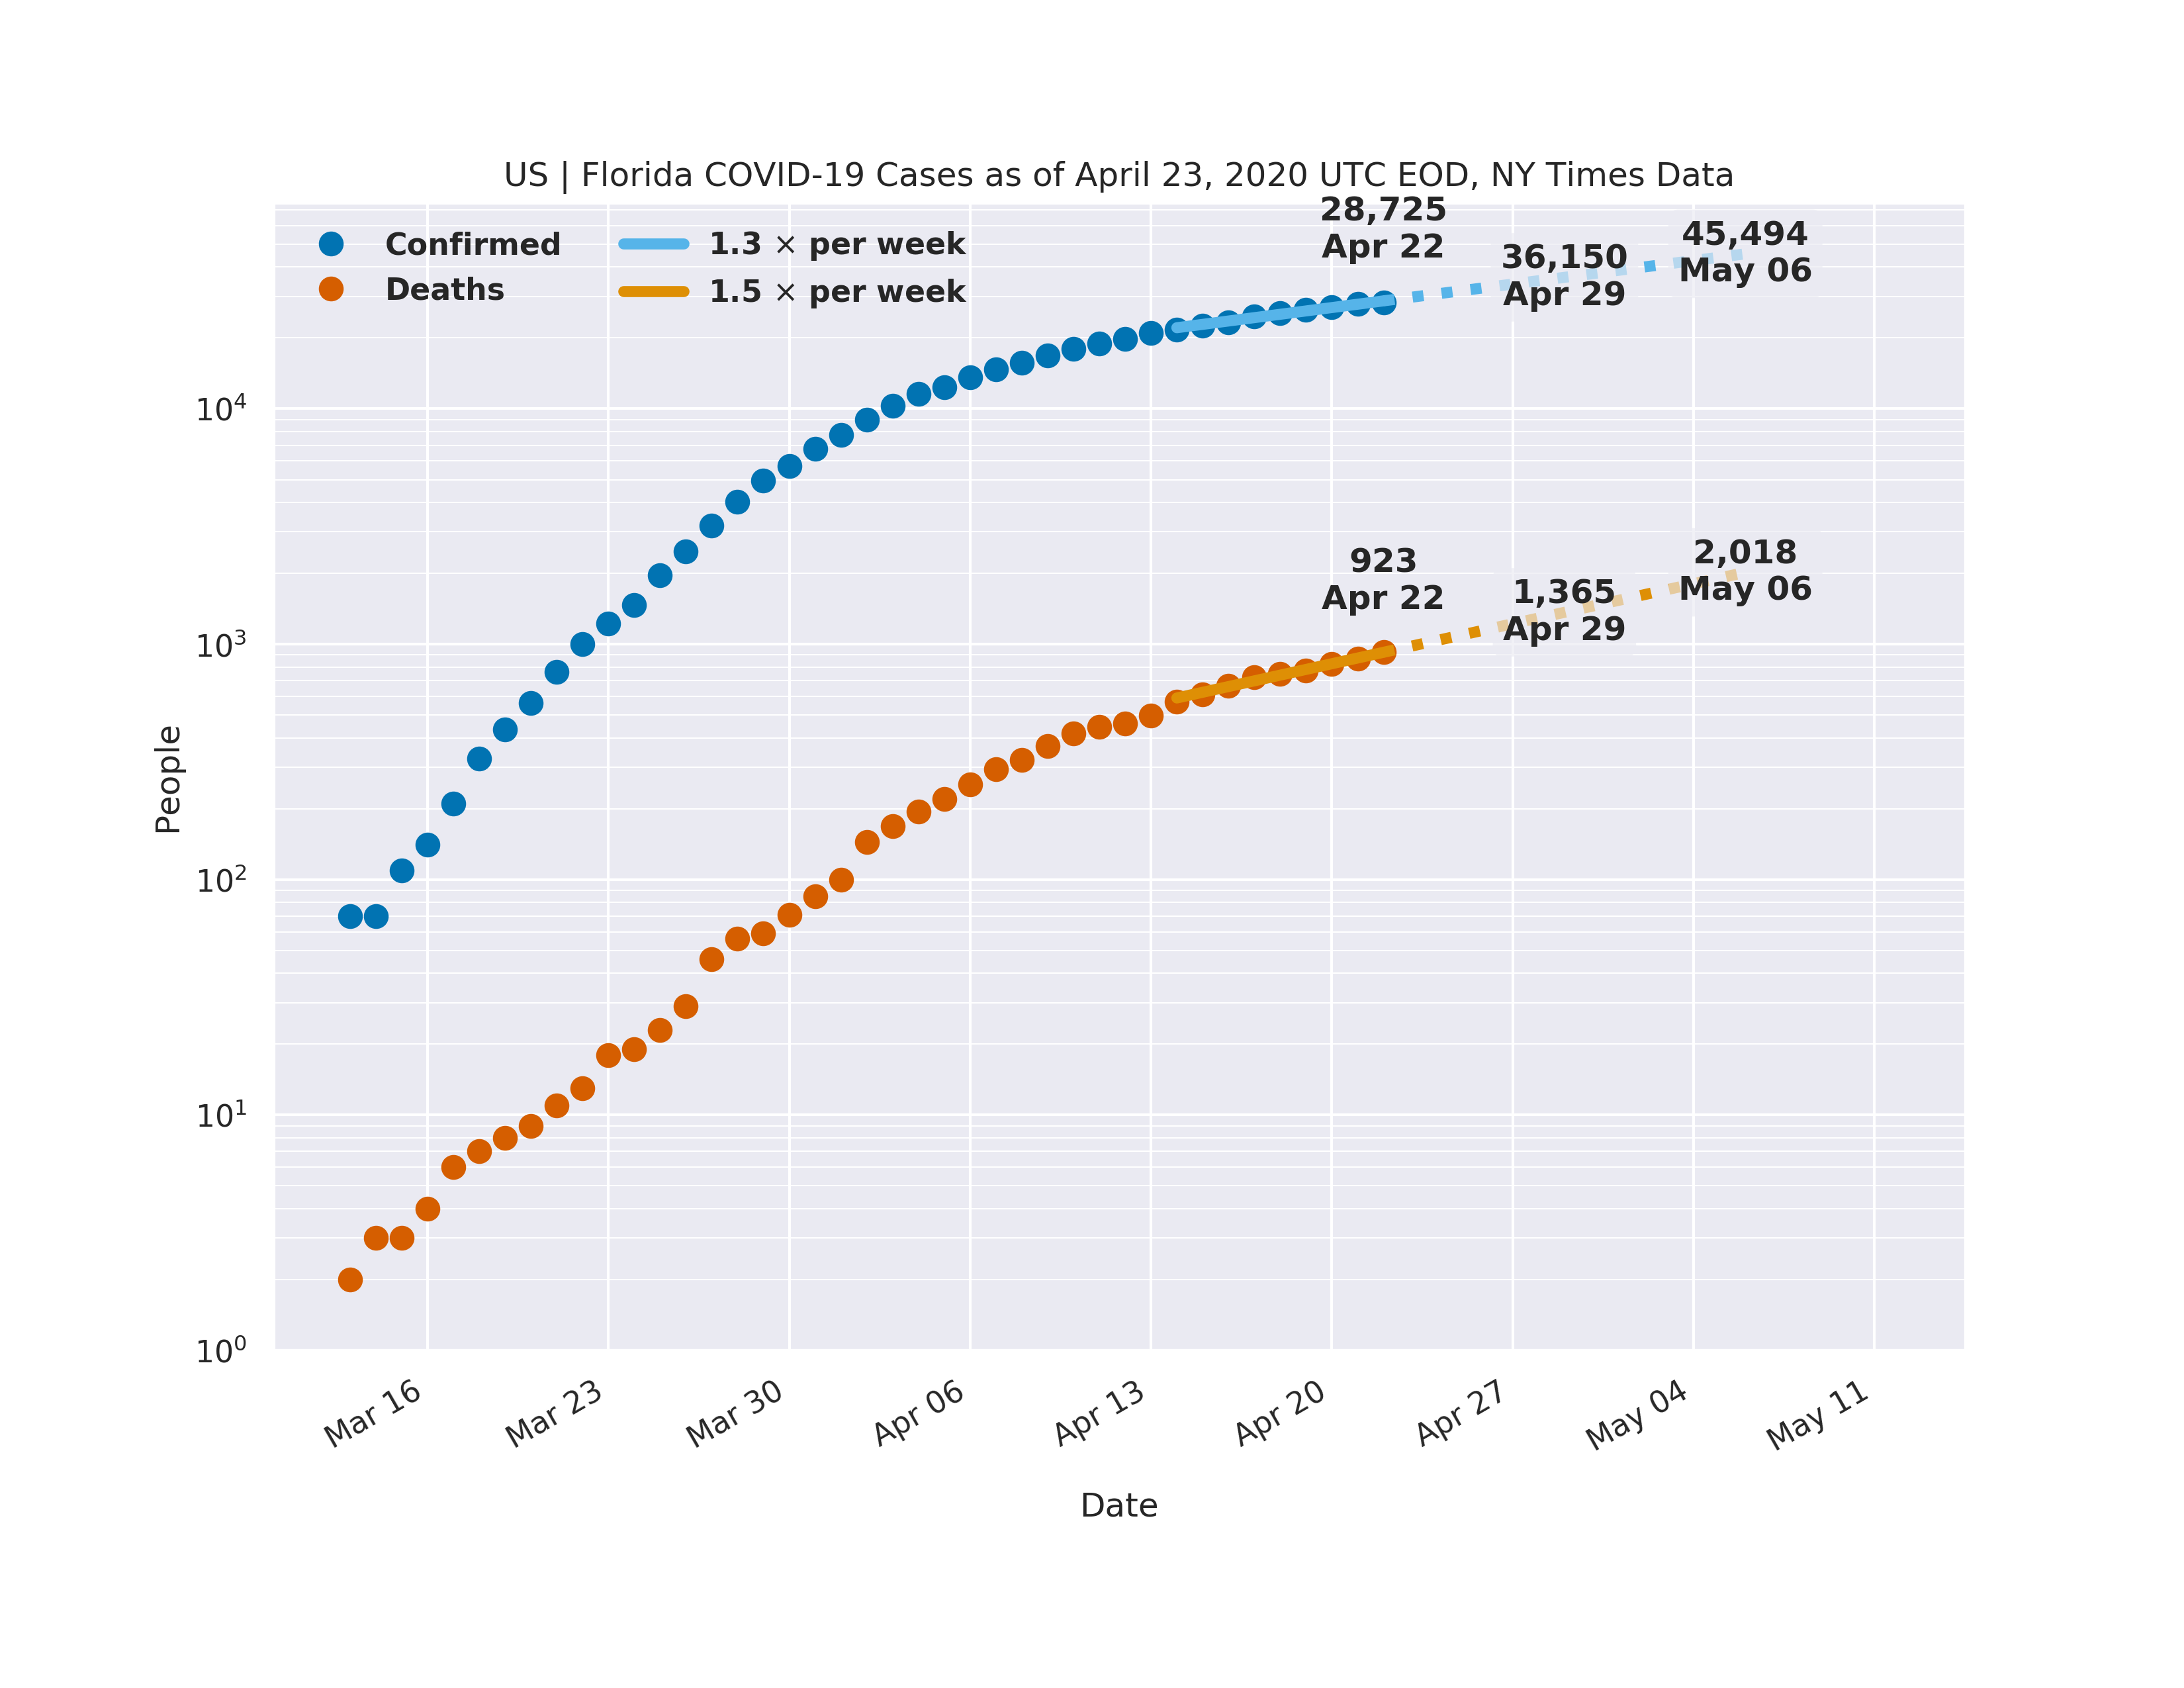 US | Florida COVID-19 Cases as of April 23, 2020 UTC EOD, NY Times Data
Confirmed
Deaths
1.3 × per week
1.5 × per week
28,725
Apr 22
36,150
Apr 29
45,494
May 06
923
Apr 22
1,365
Apr 29
2,018
May 06
People
10⁴
10³
10²
10¹
10⁰
Mar 16
Mar 23
Mar 30
Apr 06
Apr 13
Apr 20
Apr 27
May 04
May 11
Date